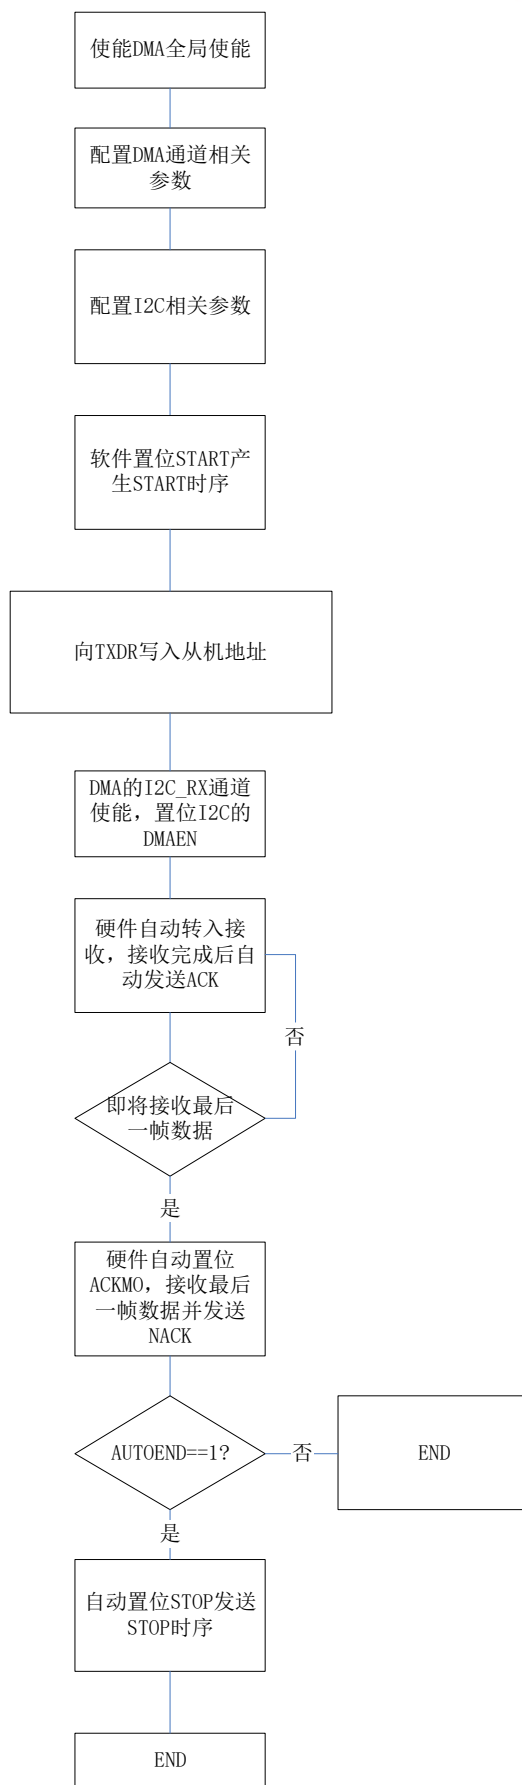 使能DMA全局使能
配置DMA通道相关
参数
配置I2C相关参数
软件置位START产
生START时序
向TXDR写入从机地址
DMA的I2C_RX通道
使能，置位I2C的
DMAEN
硬件自动转入接
收，接收完成后自
动发送ACK
否
即将接收最后
一帧数据
是
硬件自动置位
ACKMO，接收最后
一帧数据并发送
NACK
AUTOEND==1?
否
END
是
自动置位STOP发送
STOP时序
END